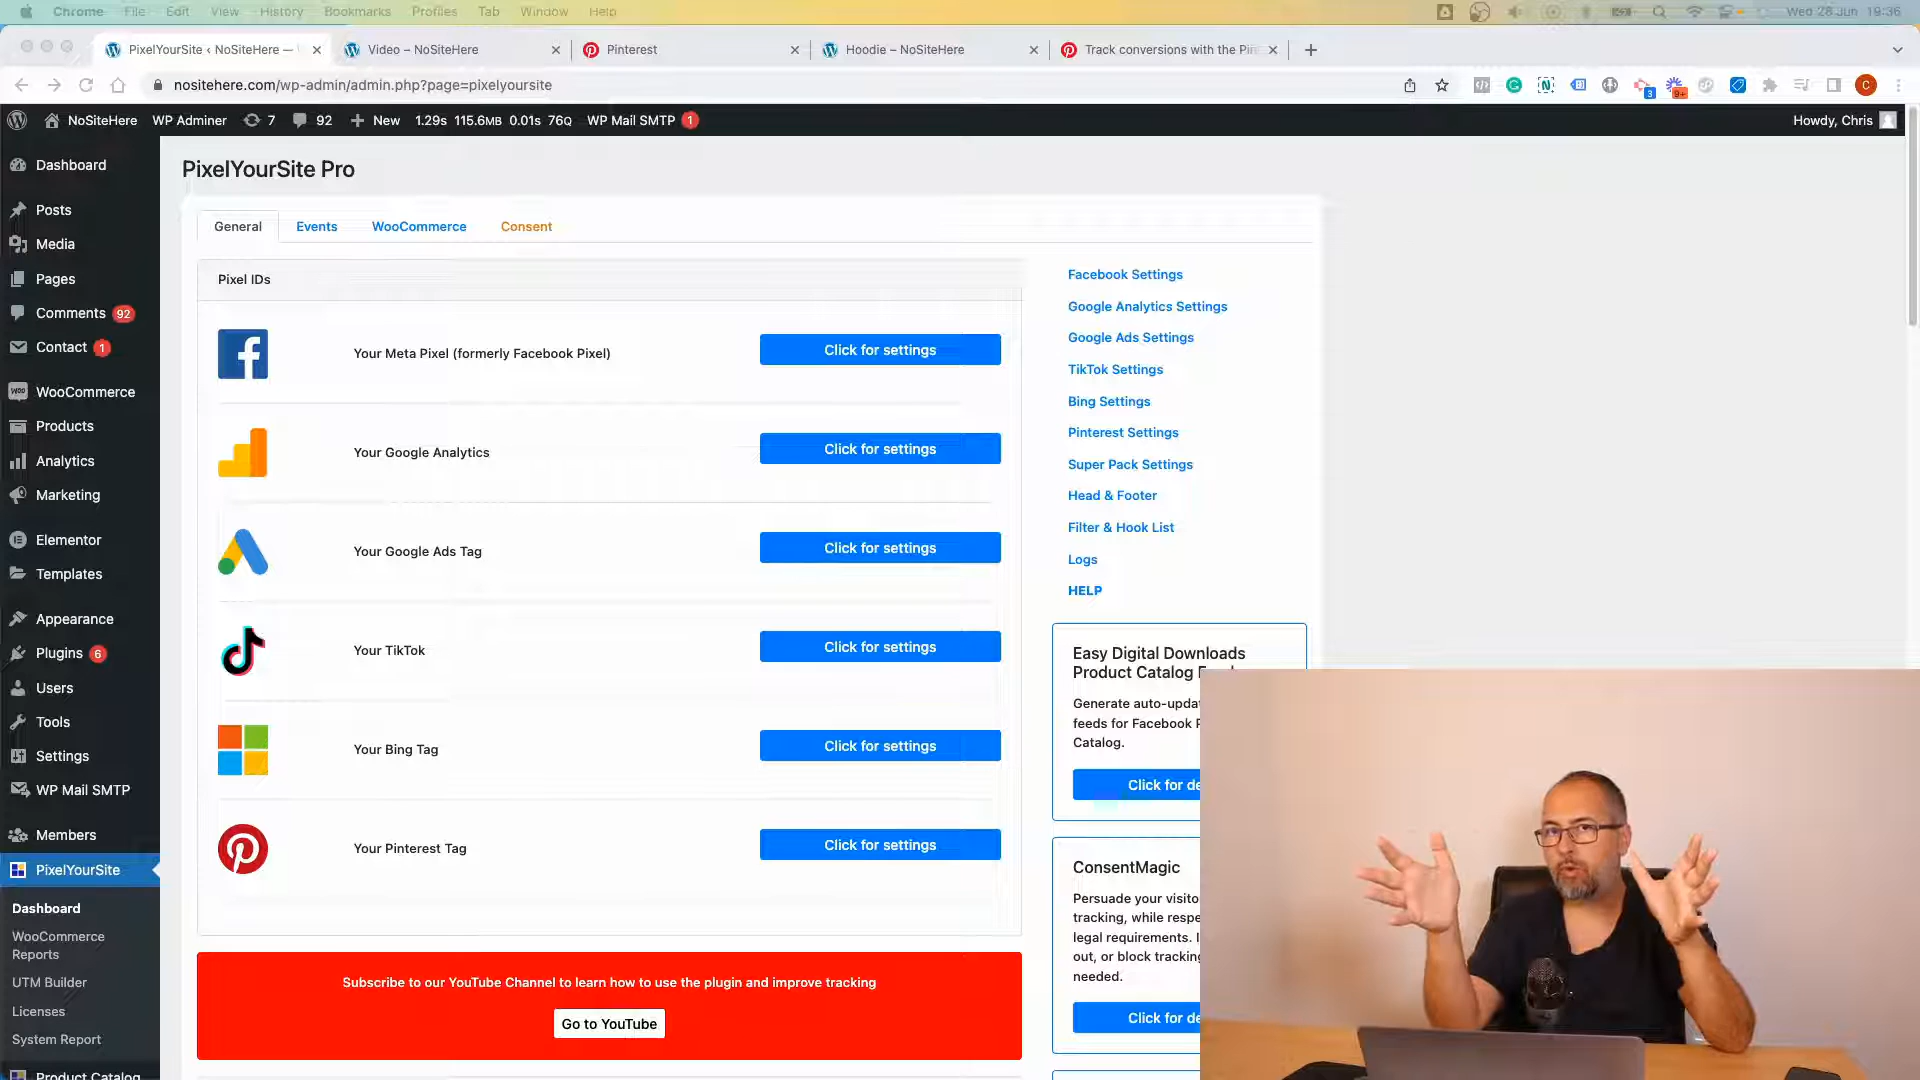 Chrome File Edit View History Bookmarks Profiles Tab Window Help Wed 28 Jun 19:36
PixelYourSite ‹ NoSiteHere —
Video – NoSiteHere
Pinterest
Hoodie – NoSiteHere
Track conversions with the Pin
nositehere.com/wp-admin/admin.php?page=pixelyoursite
NoSiteHere WP Adminer 7 92 New 1.29s 115.6MB 0.01s 76Q WP Mail SMTP 1 Howdy, Chris
Dashboard
Posts
Media
Pages
Comments 92
Contact 1
WooCommerce
Products
Analytics
Marketing
Elementor
Templates
Appearance
Plugins 6
Users
Tools
Settings
WP Mail SMTP
Members
PixelYourSite
Dashboard
WooCommerce
Reports
UTM Builder
Licenses
System Report
Product Catalog
PixelYourSite Pro
General Events WooCommerce Consent
Pixel IDs
Your Meta Pixel (formerly Facebook Pixel) Click for settings
Your Google Analytics Click for settings
Your Google Ads Tag Click for settings
Your TikTok Click for settings
Your Bing Tag Click for settings
Your Pinterest Tag Click for settings
Subscribe to our YouTube Channel to learn how to use the plugin and improve tracking
Go to YouTube
Facebook Settings
Google Analytics Settings
Google Ads Settings
TikTok Settings
Bing Settings
Pinterest Settings
Super Pack Settings
Head & Footer
Filter & Hook List
Logs
HELP
Easy Digital Downloads
Product Catalog
Generate auto-upda
feeds for Facebook
Catalog.
Click for de
ConsentMagic
Persuade your visito
tracking, while respe
legal requirements.
out, or block tracking
needed.
Click for de